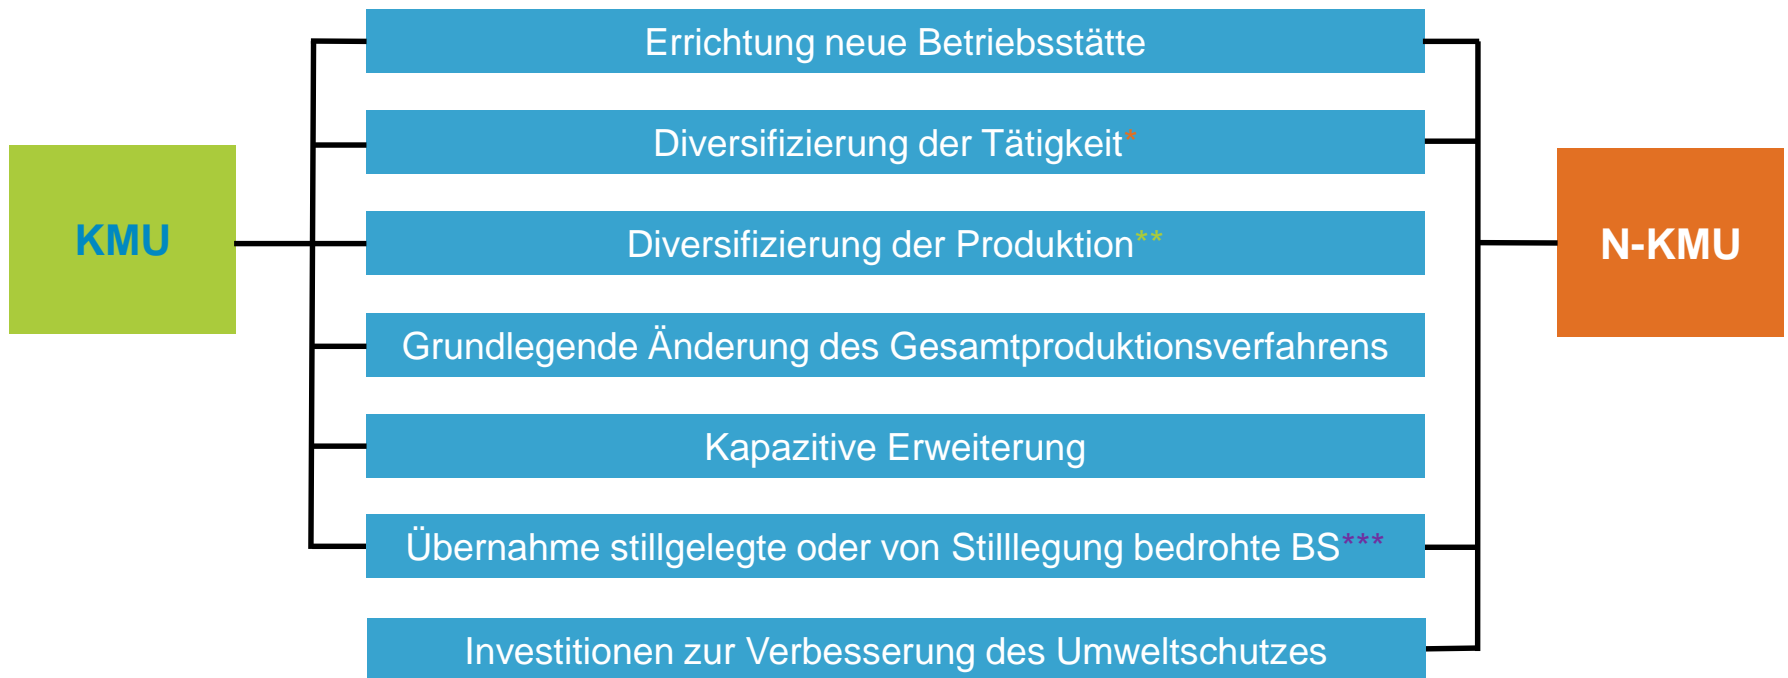 Errichtung neue Betriebsstätte
Diversifizierung der Tätigkeit*
KMU
Diversifizierung der Produktion**
N-KMU
Grundlegende Änderung des Gesamtproduktionsverfahrens
Kapazitive Erweiterung
Übernahme stillgelegte oder von Stilllegung bedrohte BS***
Investitionen zur Verbesserung des Umweltschutzes